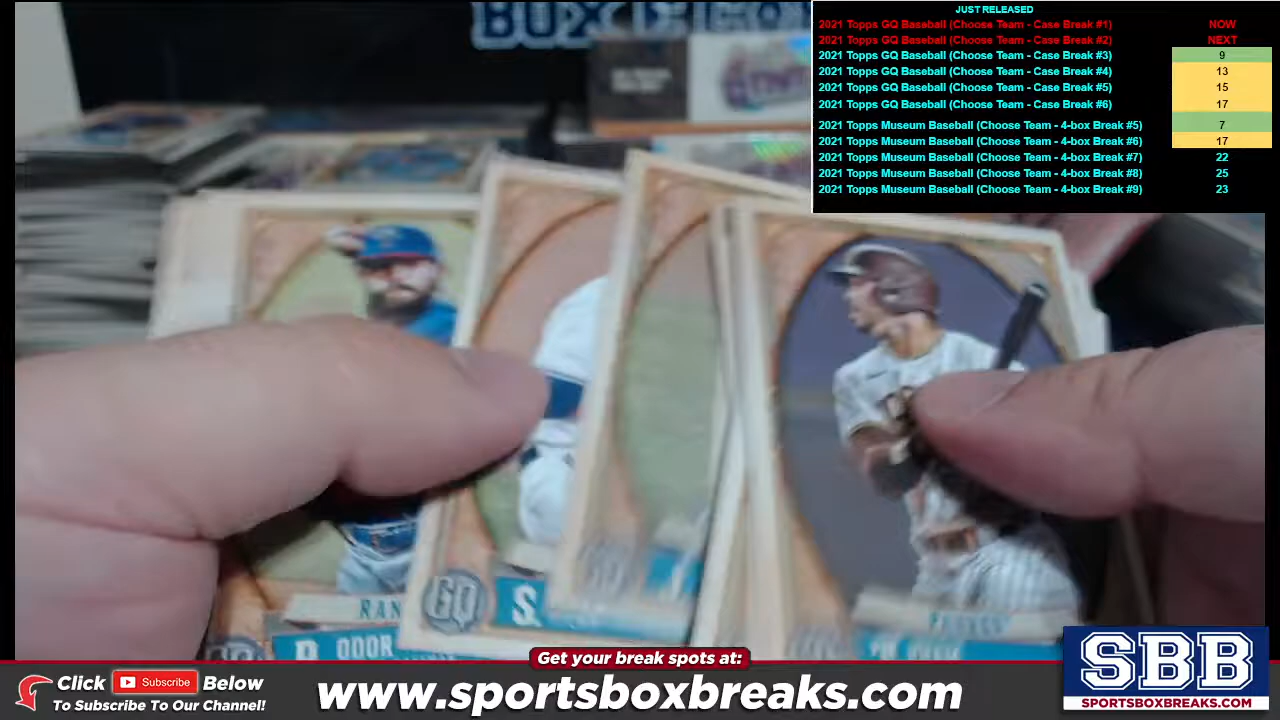 JUST RELEASED
2021 Topps GQ Baseball (Choose Team - Case Break #1) NOW
2021 Topps GQ Baseball (Choose Team - Case Break #2) NEXT
2021 Topps GQ Baseball (Choose Team - Case Break #3) 9
2021 Topps GQ Baseball (Choose Team - Case Break #4) 13
2021 Topps GQ Baseball (Choose Team - Case Break #5) 15
2021 Topps GQ Baseball (Choose Team - Case Break #6) 17
2021 Topps Museum Baseball (Choose Team - 4-box Break #5) 7
2021 Topps Museum Baseball (Choose Team - 4-box Break #6) 17
2021 Topps Museum Baseball (Choose Team - 4-box Break #7) 22
2021 Topps Museum Baseball (Choose Team - 4-box Break #8) 25
2021 Topps Museum Baseball (Choose Team - 4-box Break #9) 23
GQ
S.
RAN
R ODOR
SBB
SPORTSBOXBREAKS.COM
Get your break spots at:
Click Subscribe Below
To Subscribe To Our Channel!
www.sportsboxbreaks.com